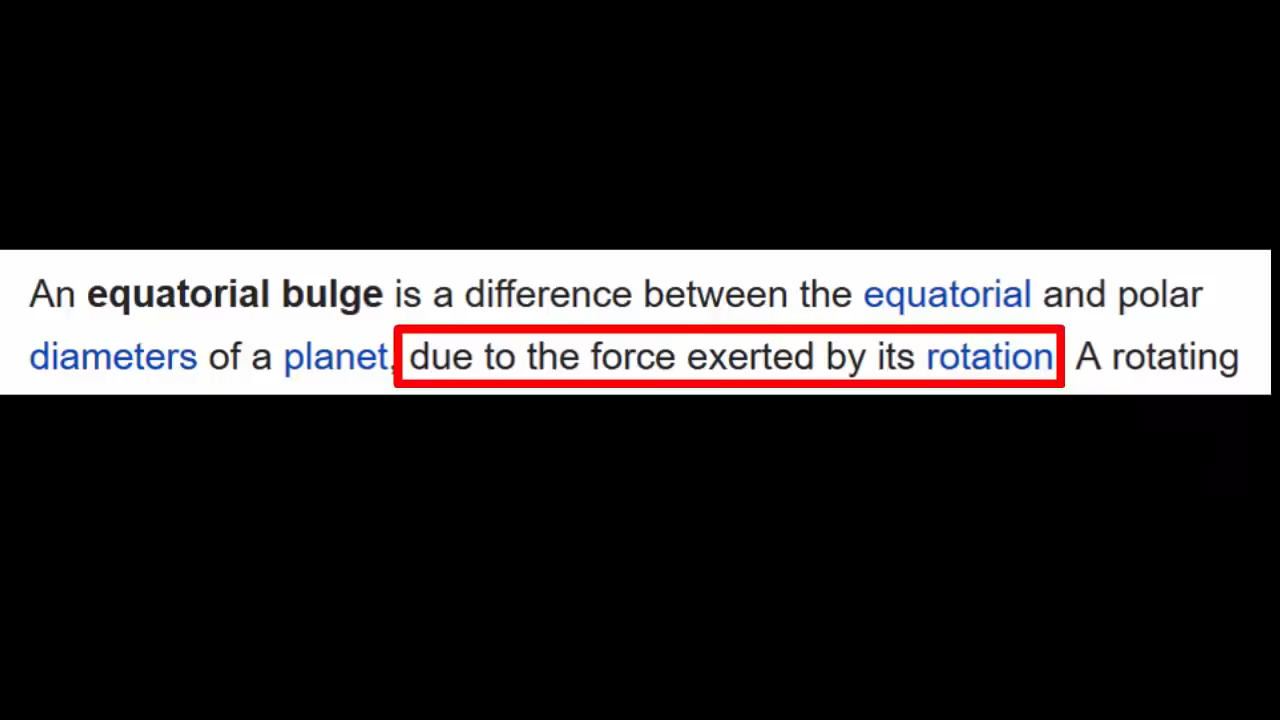 An equatorial bulge is a difference between the equatorial and polar
diameters of a planet, due to the force exerted by its rotation A rotating